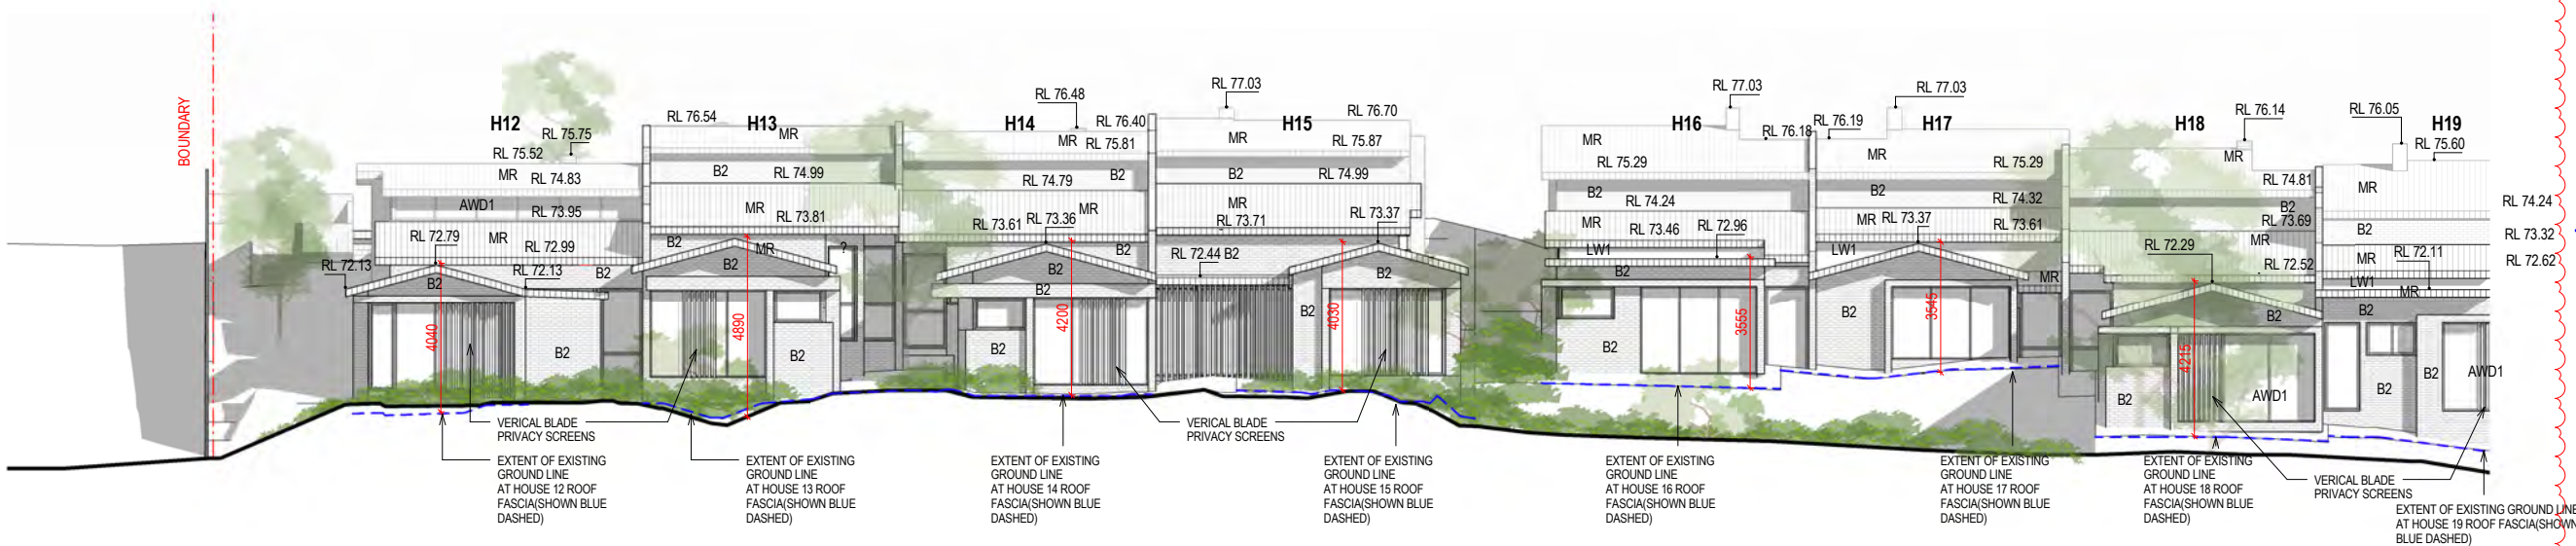 BOUNDARY
H12
RL 75.75
RL 75.52
MR
RL 74.83
AWD1
RL 73.95
RL 72.79
MR
RL 72.99
RL 72.13
RL 72.13
B2
B2
B2
4040
H13
RL 76.54
MR
B2
RL 74.99
MR
RL 73.81
B2
MR
B2
?
4890
B2
H14
RL 76.48
RL 76.40
MR
RL 75.81
B2
RL 74.79
MR
RL 73.61
RL 73.36
B2
B2
B2
4200
B2
H15
RL 77.03
RL 76.70
MR
RL 75.87
B2
RL 74.99
MR
RL 73.71
RL 73.37
RL 72.44
B2
B2
B2
4030
H16
RL 77.03
RL 76.18
MR
RL 75.29
B2
RL 74.24
MR
RL 73.46
RL 72.96
LW1
B2
B2
3555
H17
RL 77.03
RL 76.19
MR
RL 75.29
B2
RL 74.32
MR
RL 73.37
RL 73.61
LW1
MR
B2
3545
H18
RL 76.14
MR
RL 74.81
B2
RL 73.69
MR
RL 72.29
RL 72.52
B2
4215
B2
AWD1
H19
RL 76.05
RL 75.60
MR
RL 74.24
B2
RL 73.32
MR
RL 72.11
RL 72.62
LW1
MR
B2
B2
B2
AWD1
VERICAL BLADE
PRIVACY SCREENS
VERICAL BLADE
PRIVACY SCREENS
VERICAL BLADE
PRIVACY SCREENS
EXTENT OF EXISTING
GROUND LINE
AT HOUSE 12 ROOF
FASCIA(SHOWN BLUE
DASHED)
EXTENT OF EXISTING
GROUND LINE
AT HOUSE 13 ROOF
FASCIA(SHOWN BLUE
DASHED)
EXTENT OF EXISTING
GROUND LINE
AT HOUSE 14 ROOF
FASCIA(SHOWN BLUE
DASHED)
EXTENT OF EXISTING
GROUND LINE
AT HOUSE 15 ROOF
FASCIA(SHOWN BLUE
DASHED)
EXTENT OF EXISTING
GROUND LINE
AT HOUSE 16 ROOF
FASCIA(SHOWN BLUE
DASHED)
EXTENT OF EXISTING
GROUND LINE
AT HOUSE 17 ROOF
FASCIA(SHOWN BLUE
DASHED)
EXTENT OF EXISTING
GROUND LINE
AT HOUSE 18 ROOF
FASCIA(SHOWN BLUE
DASHED)
EXTENT OF EXISTING GROUND LINE
AT HOUSE 19 ROOF FASCIA(SHOWN
BLUE DASHED)